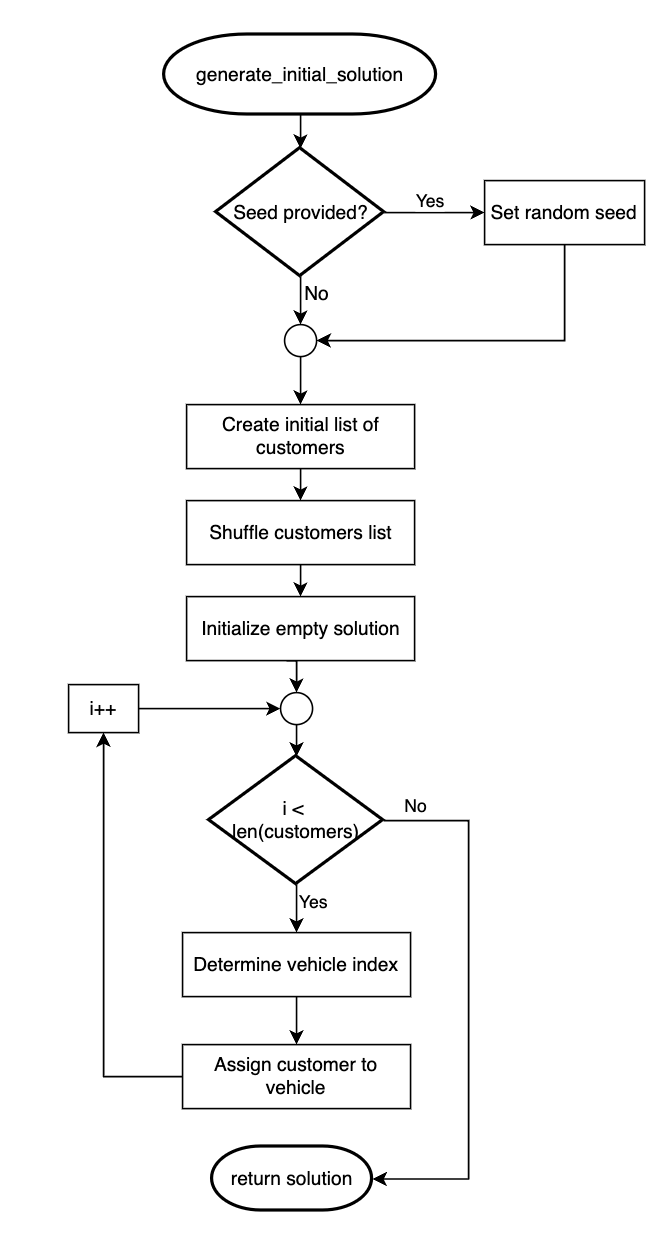 generate_initial_solution
Seed provided?
Yes
Set random seed
No
Create initial list of
customers
Shuffle customers list
Initialize empty solution
i++
i <
len(customers)
No
Yes
Determine vehicle index
Assign customer to
vehicle
return solution